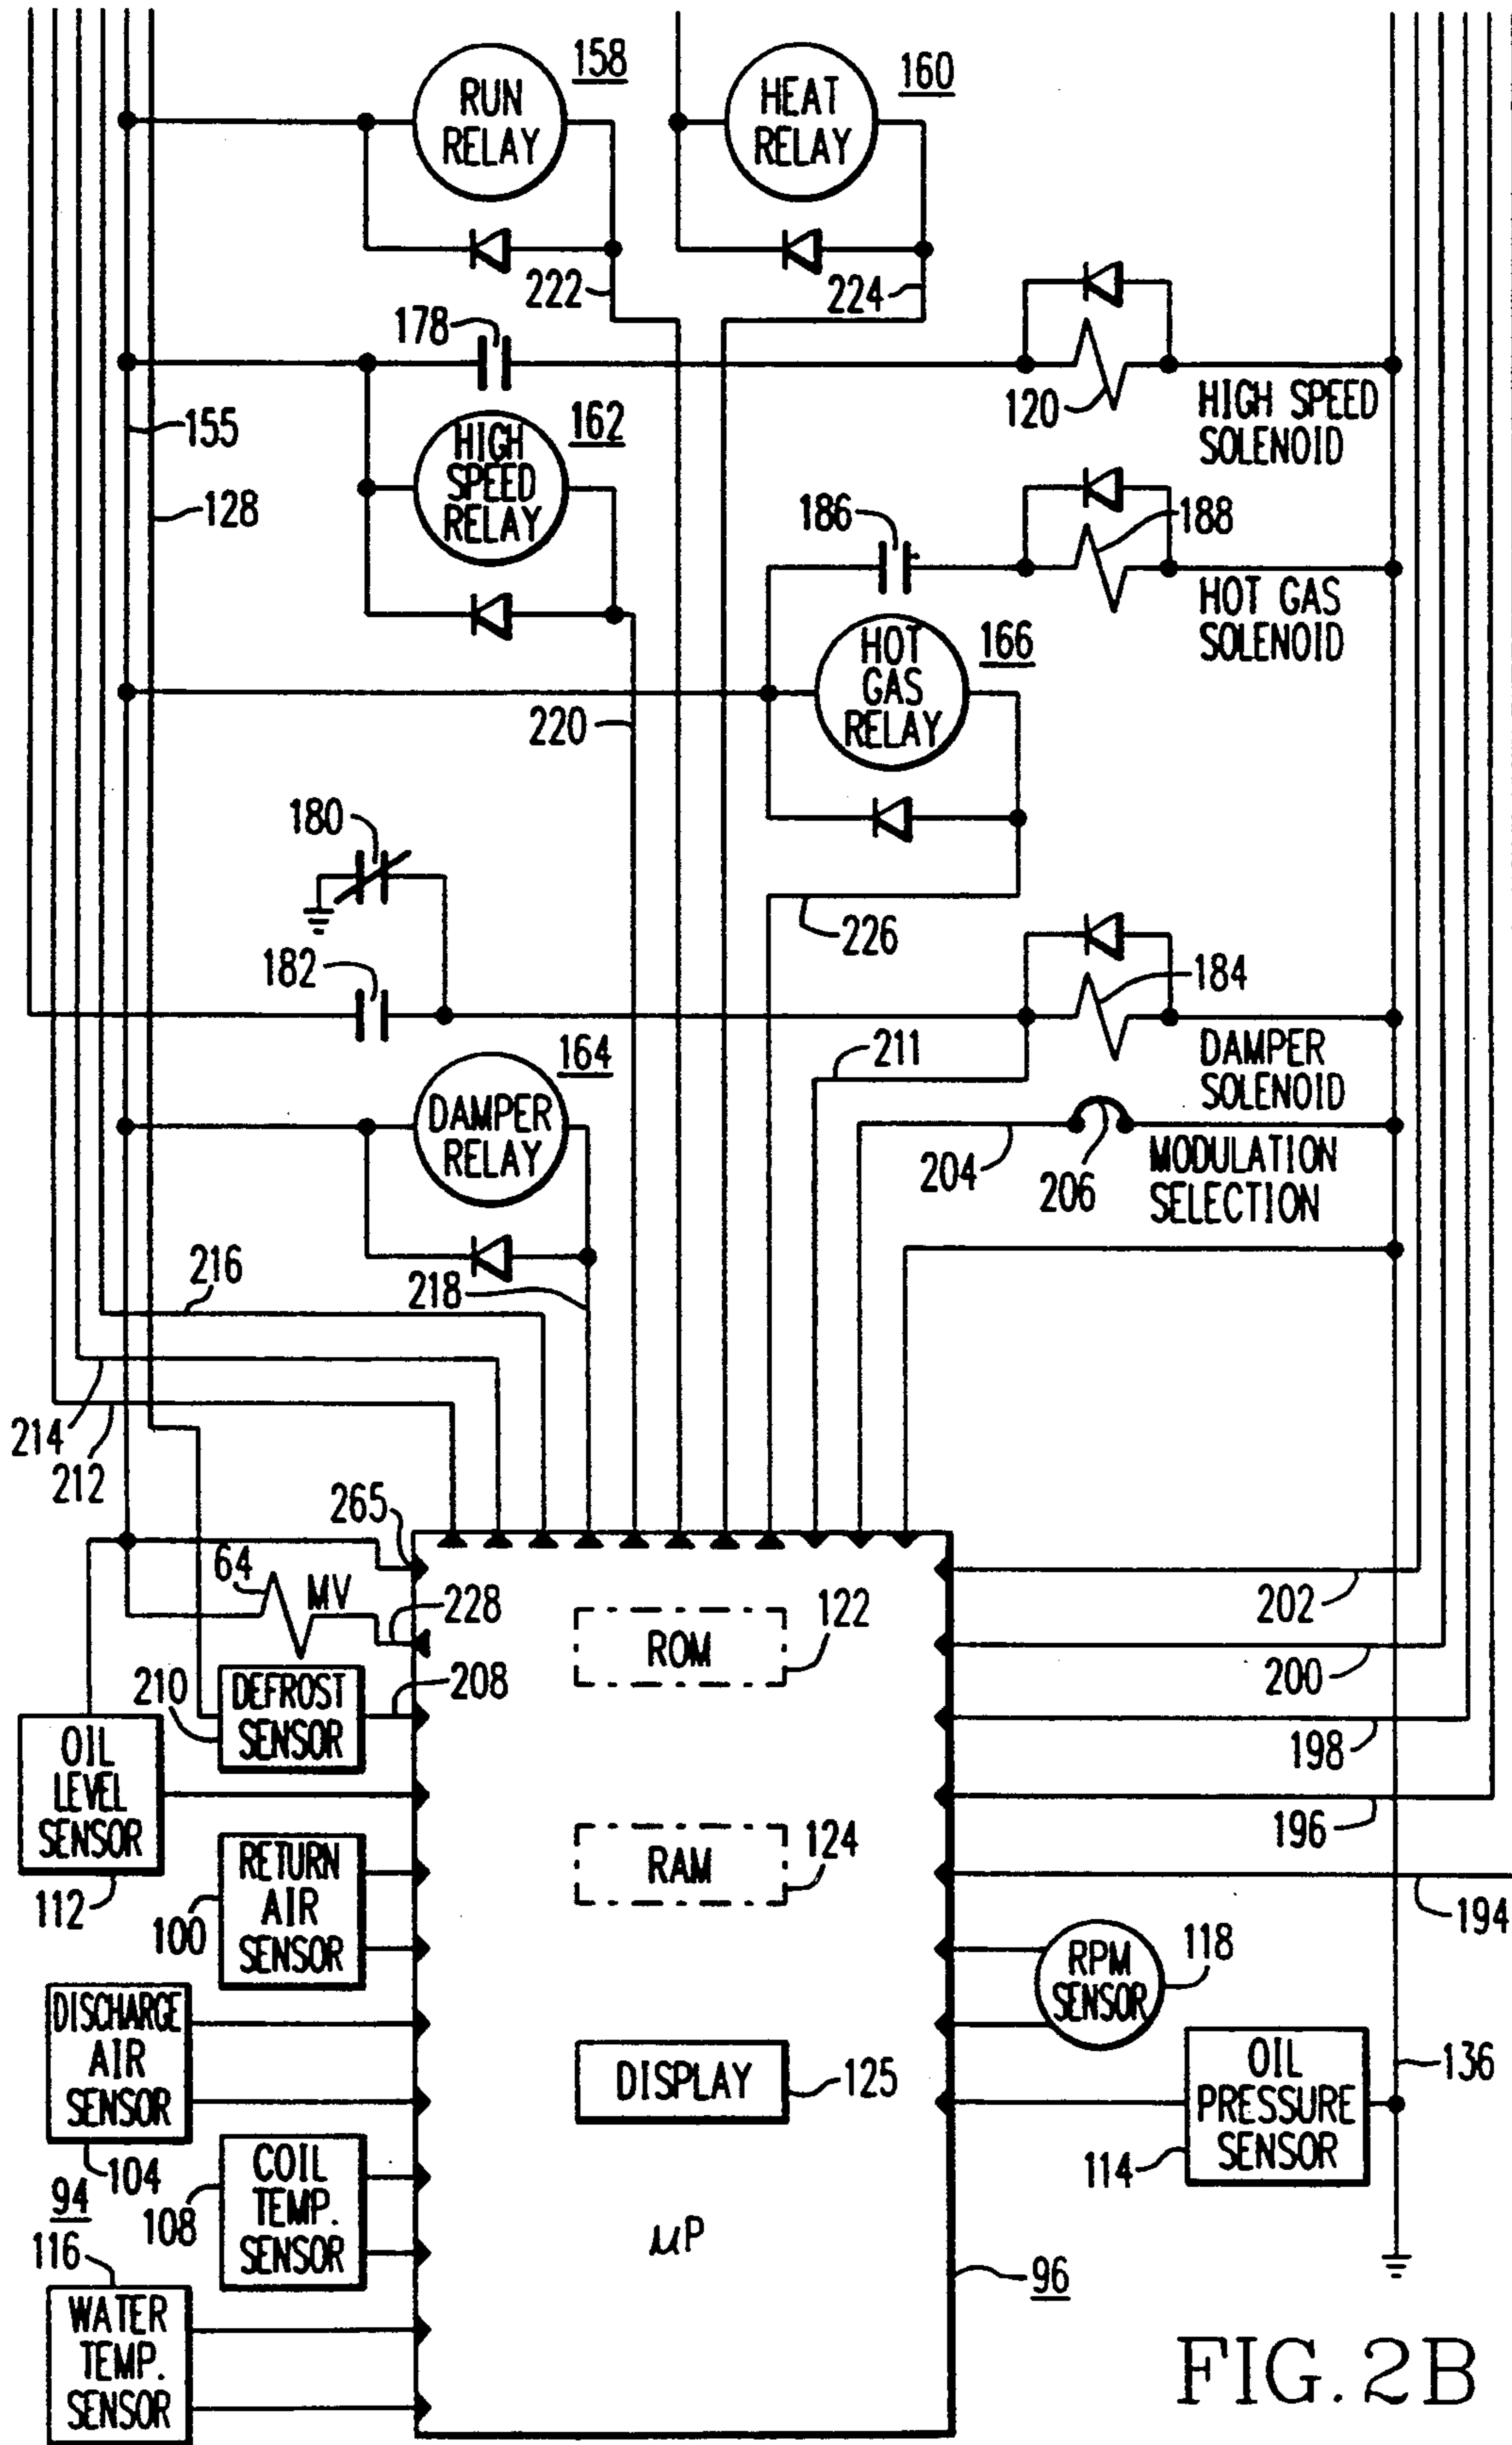 158
RUN
RELAY
160
HEAT
RELAY
222
224
178
120
HIGH SPEED
SOLENOID
155
162
HIGH
SPEED
RELAY
128
186
188
HOT GAS
SOLENOID
166
HOT
GAS
RELAY
220
180
226
182
184
DAMPER
SOLENOID
211
164
DAMPER
RELAY
204
206
MODULATION
SELECTION
216
218
214
212
265
64
MV
228
ROM
122
202
200
210
DEFROST
SENSOR
208
198
OIL
LEVEL
SENSOR
112
196
RETURN
AIR
SENSOR
100
RAM
124
194
RPM
SENSOR
118
DISCHARGE
AIR
SENSOR
104
DISPLAY
125
136
OIL
PRESSURE
SENSOR
114
94
COIL
TEMP.
SENSOR
108
116
μP
96
WATER
TEMP.
SENSOR
FIG. 2B